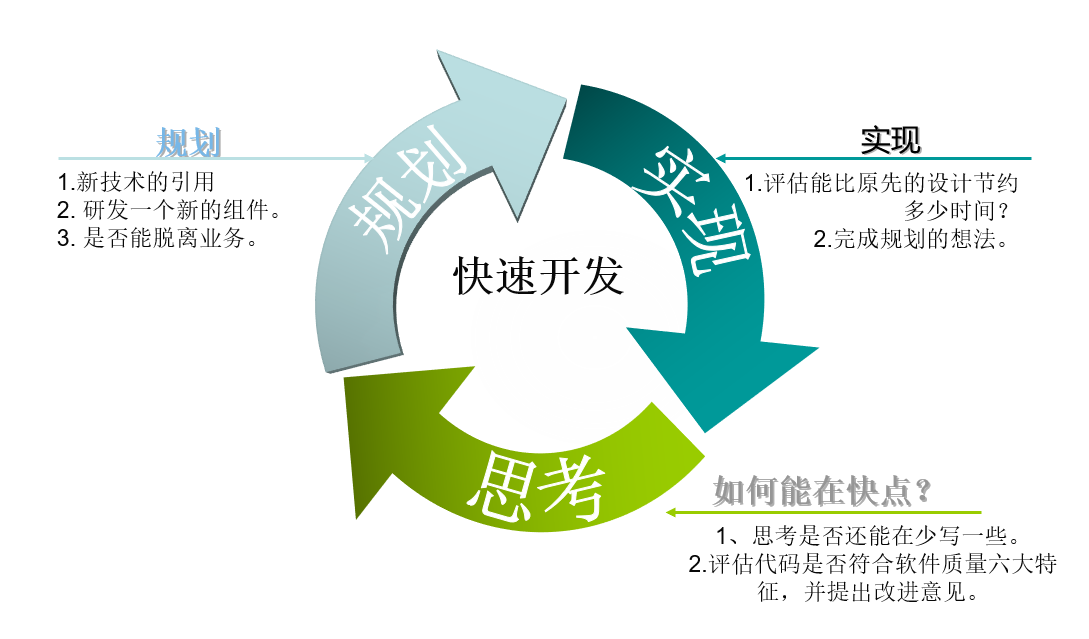 规划
1.新技术的引用
2. 研发一个新的组件。
3. 是否能脱离业务。
规划
实现
快速开发
思考
实现
1.评估能比原先的设计节约
多少时间？
2.完成规划的想法。
如何能在快点？
1、思考是否还能在少写一些。
2.评估代码是否符合软件质量六大特
征，并提出改进意见。